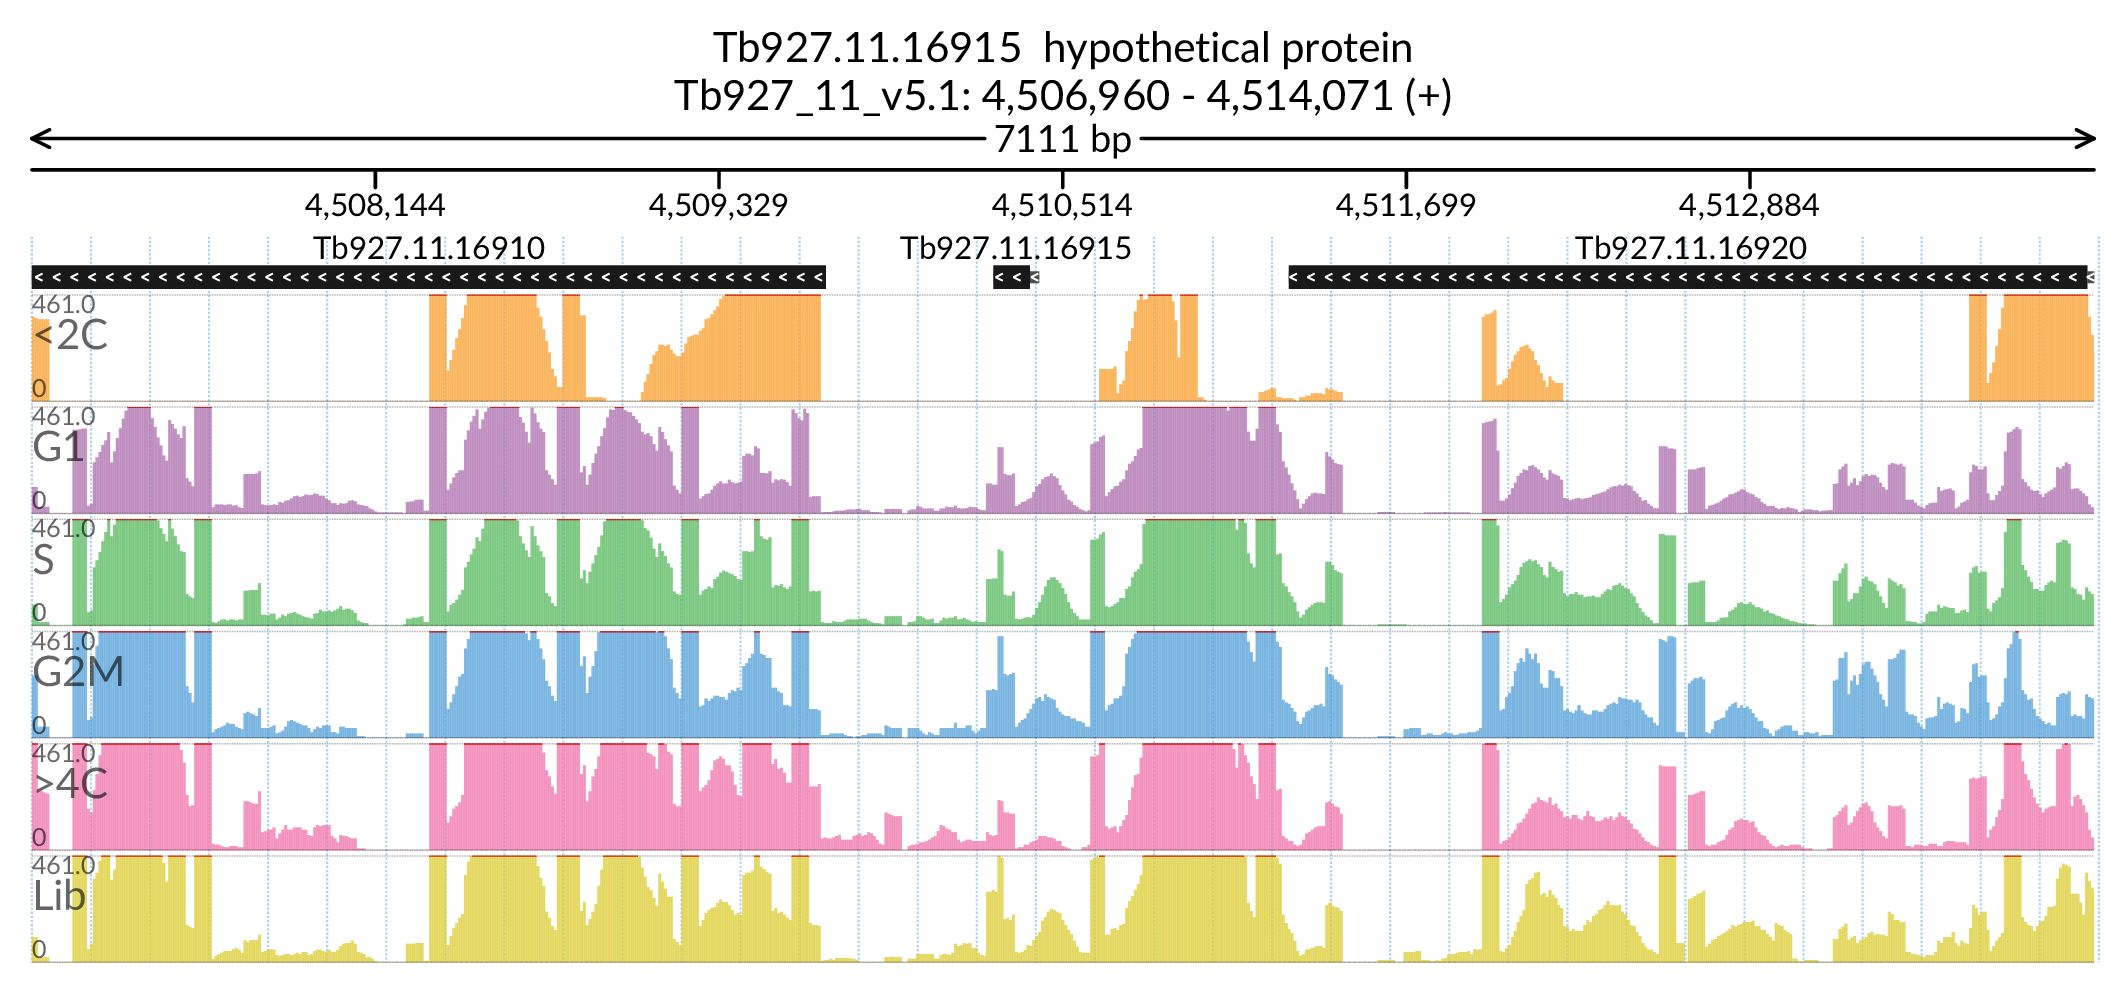 Tb927.11.16915 hypothetical protein
Tb927_11_v5.1: 4,506,960 - 4,514,071 (+)
7111 bp
4,508,144 4,509,329 4,510,514 4,511,699 4,512,884
Tb927.11.16910 Tb927.11.16915 Tb927.11.16920
461.0
<2C
0
461.0
G1
0
461.0
S
0
461.0
G2M
0
461.0
>4C
0
461.0
Lib
0